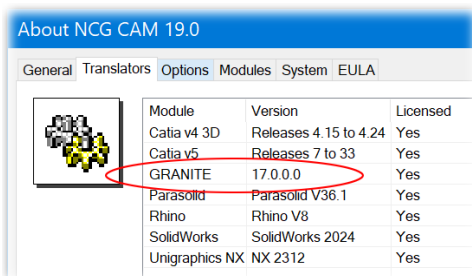 About NCG CAM 19.0
General Translators Options Modules System EULA
Module Version Licensed
Catia v4 3D Releases 4.15 to 4.24 Yes
Catia v5 Releases 7 to 33 Yes
GRANITE 17.0.0.0 Yes
Parasolid Parasolid V36.1 Yes
Rhino Rhino V8 Yes
SolidWorks SolidWorks 2024 Yes
Unigraphics NX NX 2312 Yes